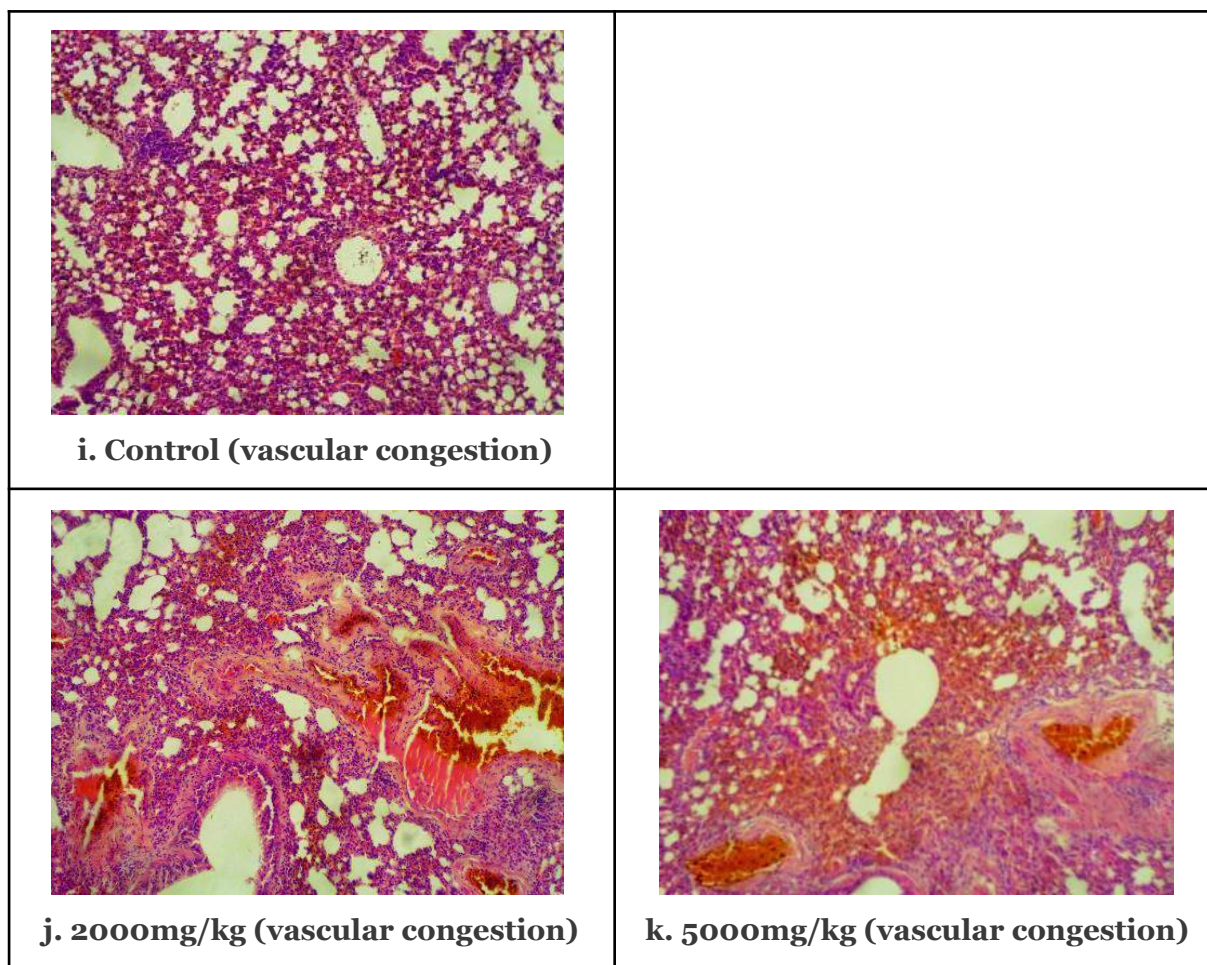 i. Control (vascular congestion)
j. 2000mg/kg (vascular congestion)
k. 5000mg/kg (vascular congestion)